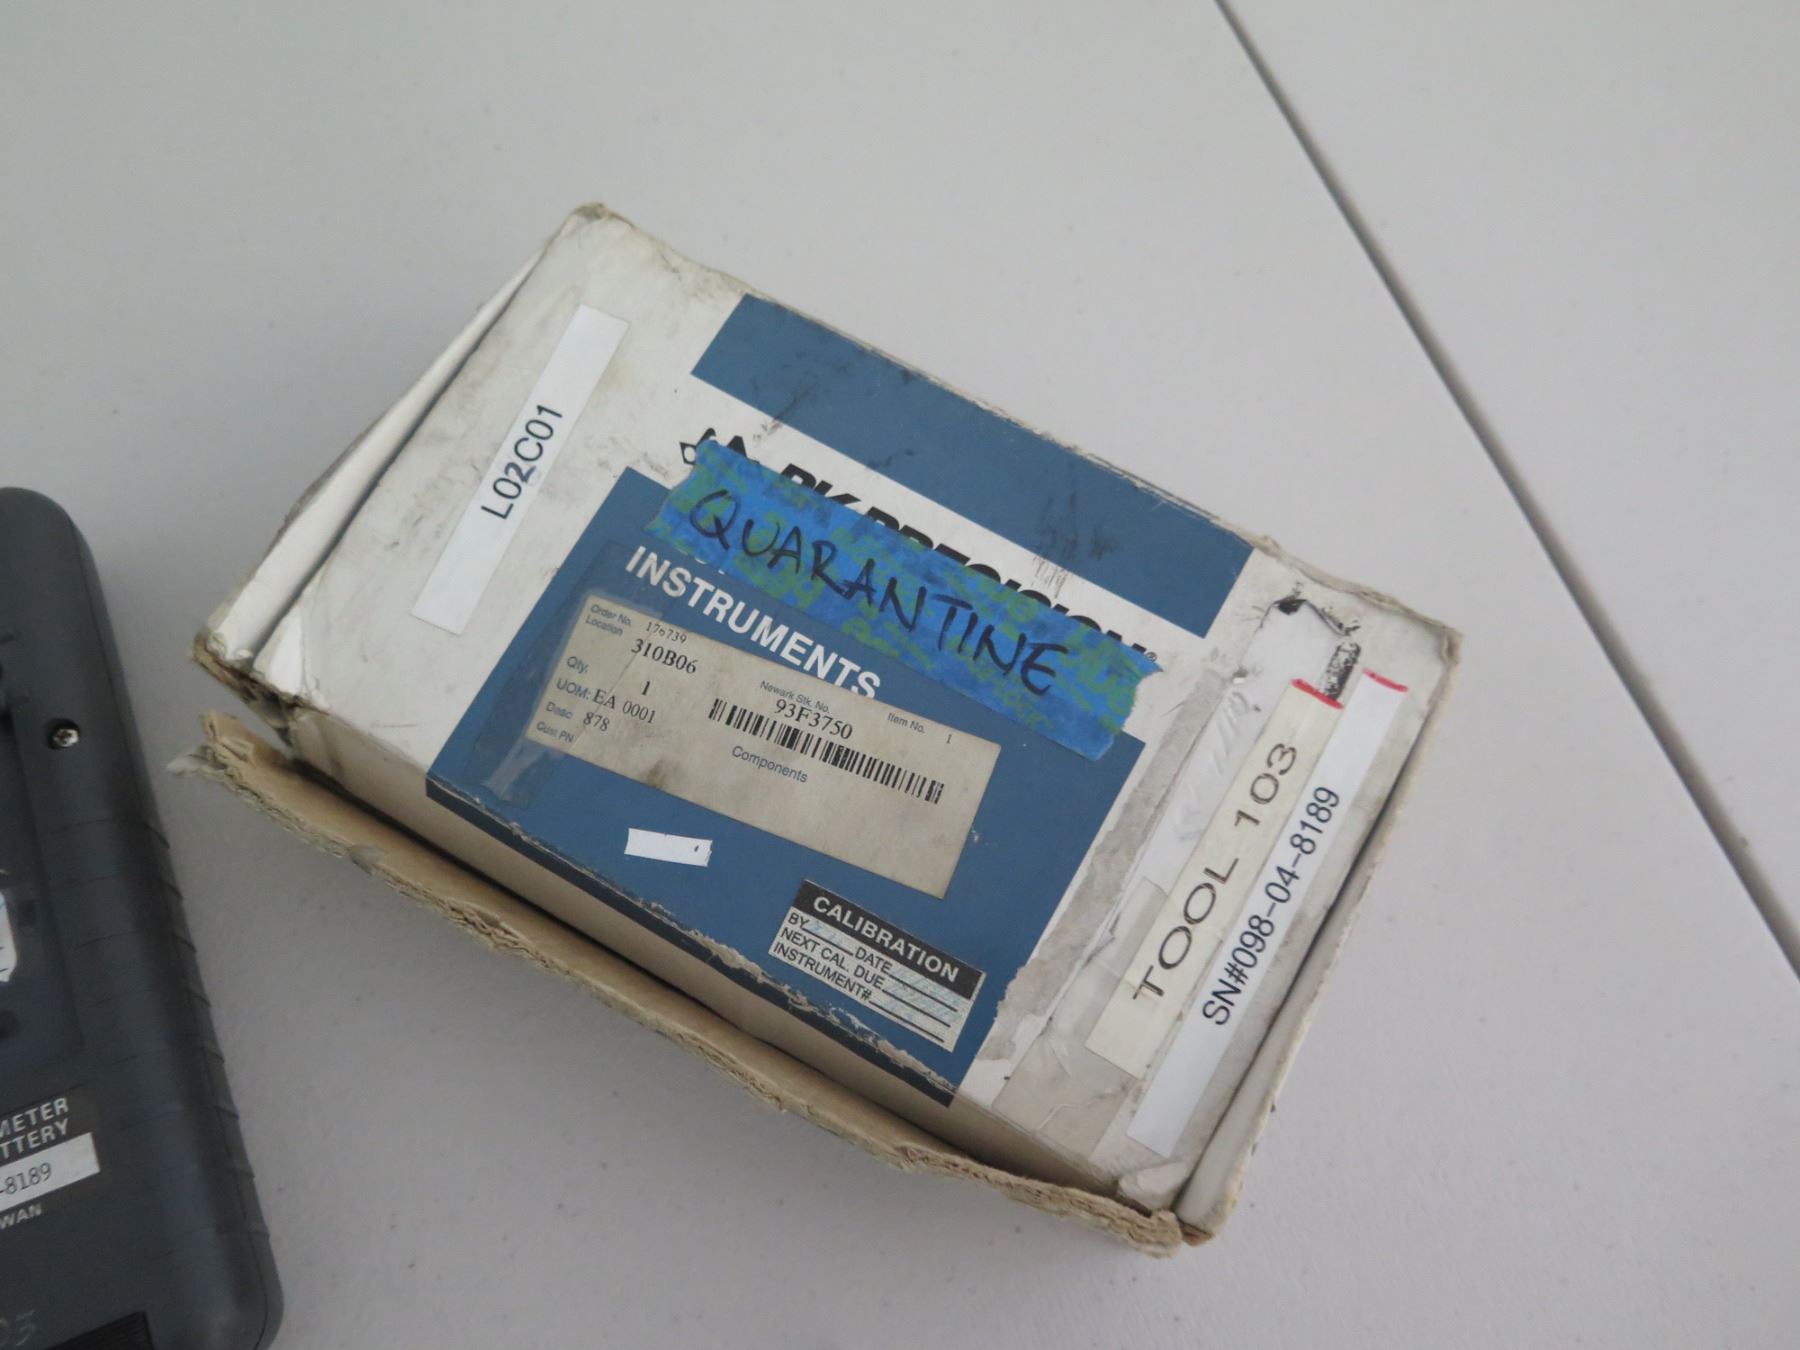 L02C01
BK PRECISION®
QUARANTINE
INSTRUMENTS
Order No. 176739
Location 310B06
Qty. 1
UOM: EA 0001
Desc 878
Cust PN
Newark Stk. No.
93F3750
Item No. 1
Components
CALIBRATION
BY DATE
NEXT CAL. DUE
INSTRUMENT#
TOOL 103
SN#098-04-8189
METER
TTERY
-8189
WAN